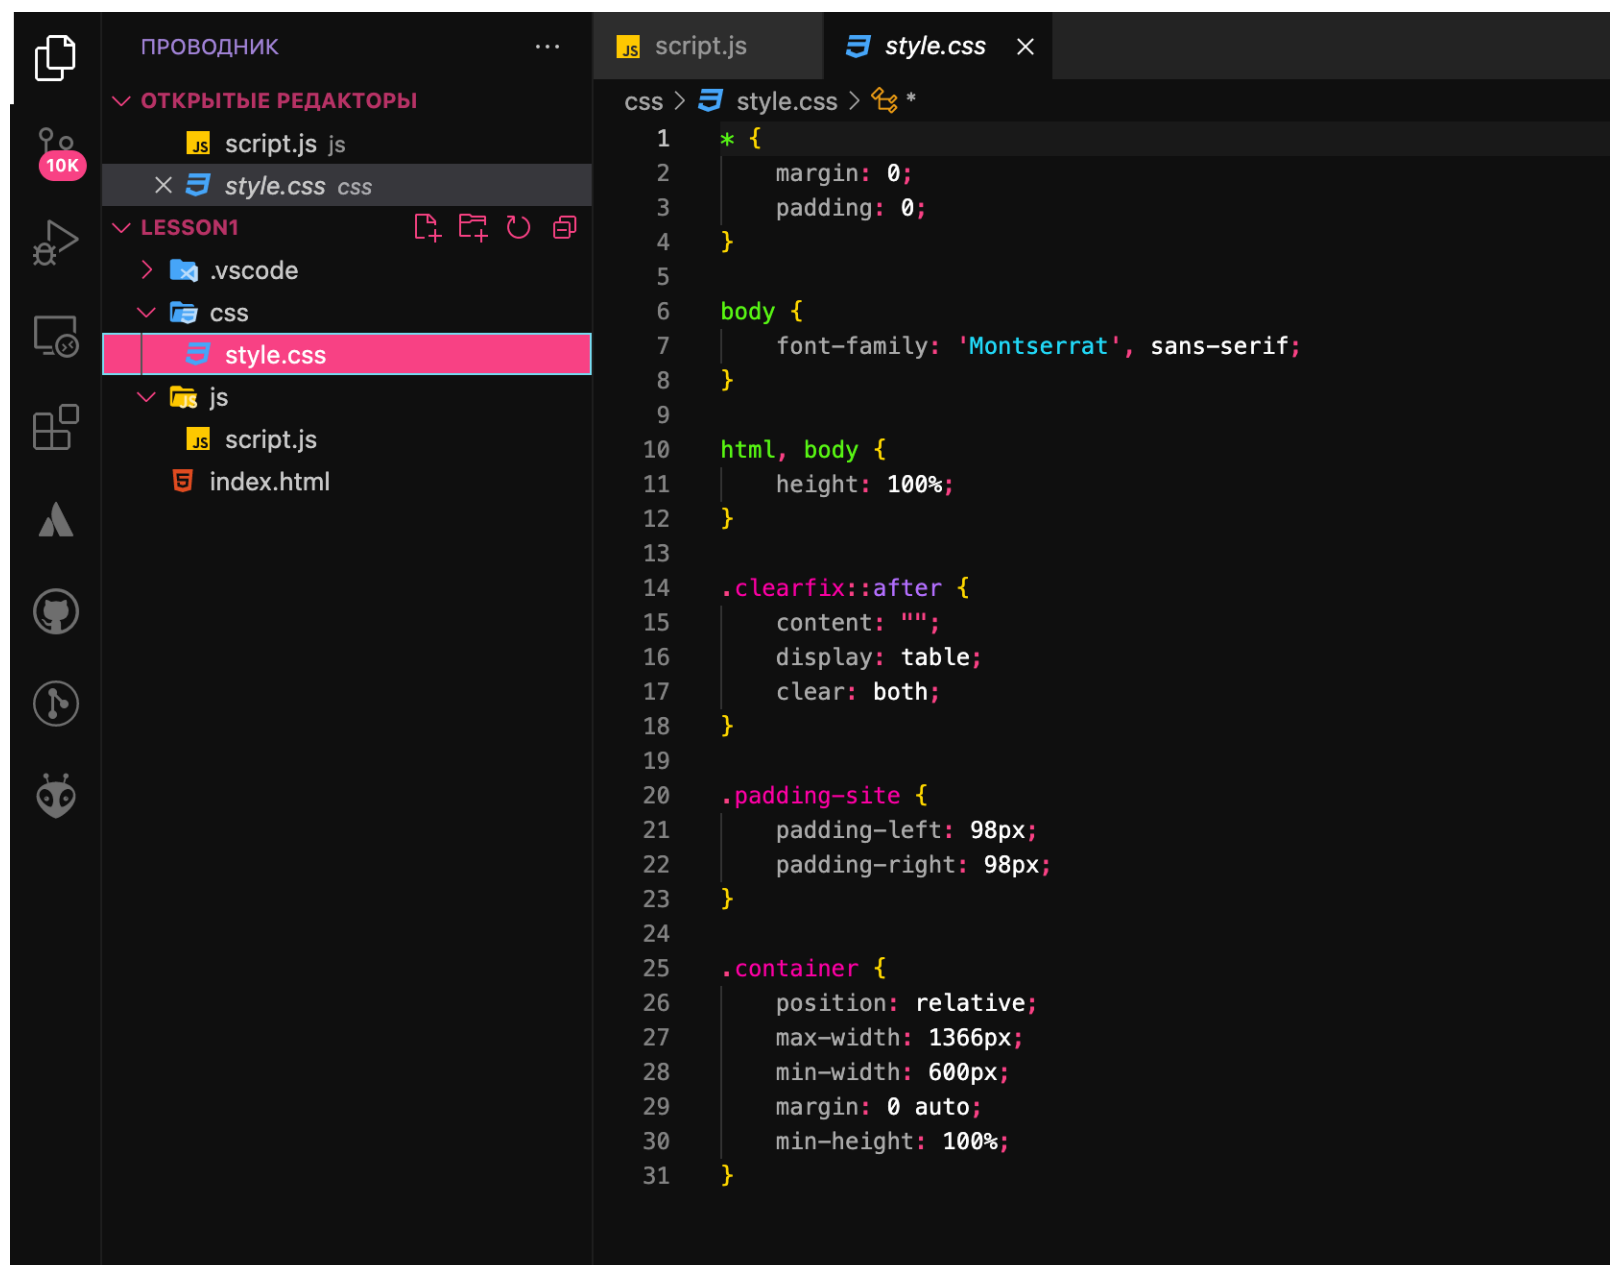 ПРОВОДНИК
ОТКРЫТЫЕ РЕДАКТОРЫ
script.js js
style.css css
LESSON1
.vscode
css
style.css
js
script.js
index.html
10K
script.js
style.css
css > style.css > *
1 * {
2 margin: 0;
3 padding: 0;
4 }
5
6 body {
7 font-family: 'Montserrat', sans-serif;
8 }
9
10 html, body {
11 height: 100%;
12 }
13
14 .clearfix::after {
15 content: "";
16 display: table;
17 clear: both;
18 }
19
20 .padding-site {
21 padding-left: 98px;
22 padding-right: 98px;
23 }
24
25 .container {
26 position: relative;
27 max-width: 1366px;
28 min-width: 600px;
29 margin: 0 auto;
30 min-height: 100%;
31 }